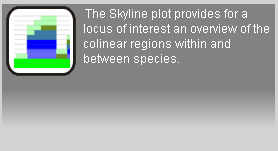 The Skyline plot provides for a
locus of interest an overview of the
colinear regions within and
between species.